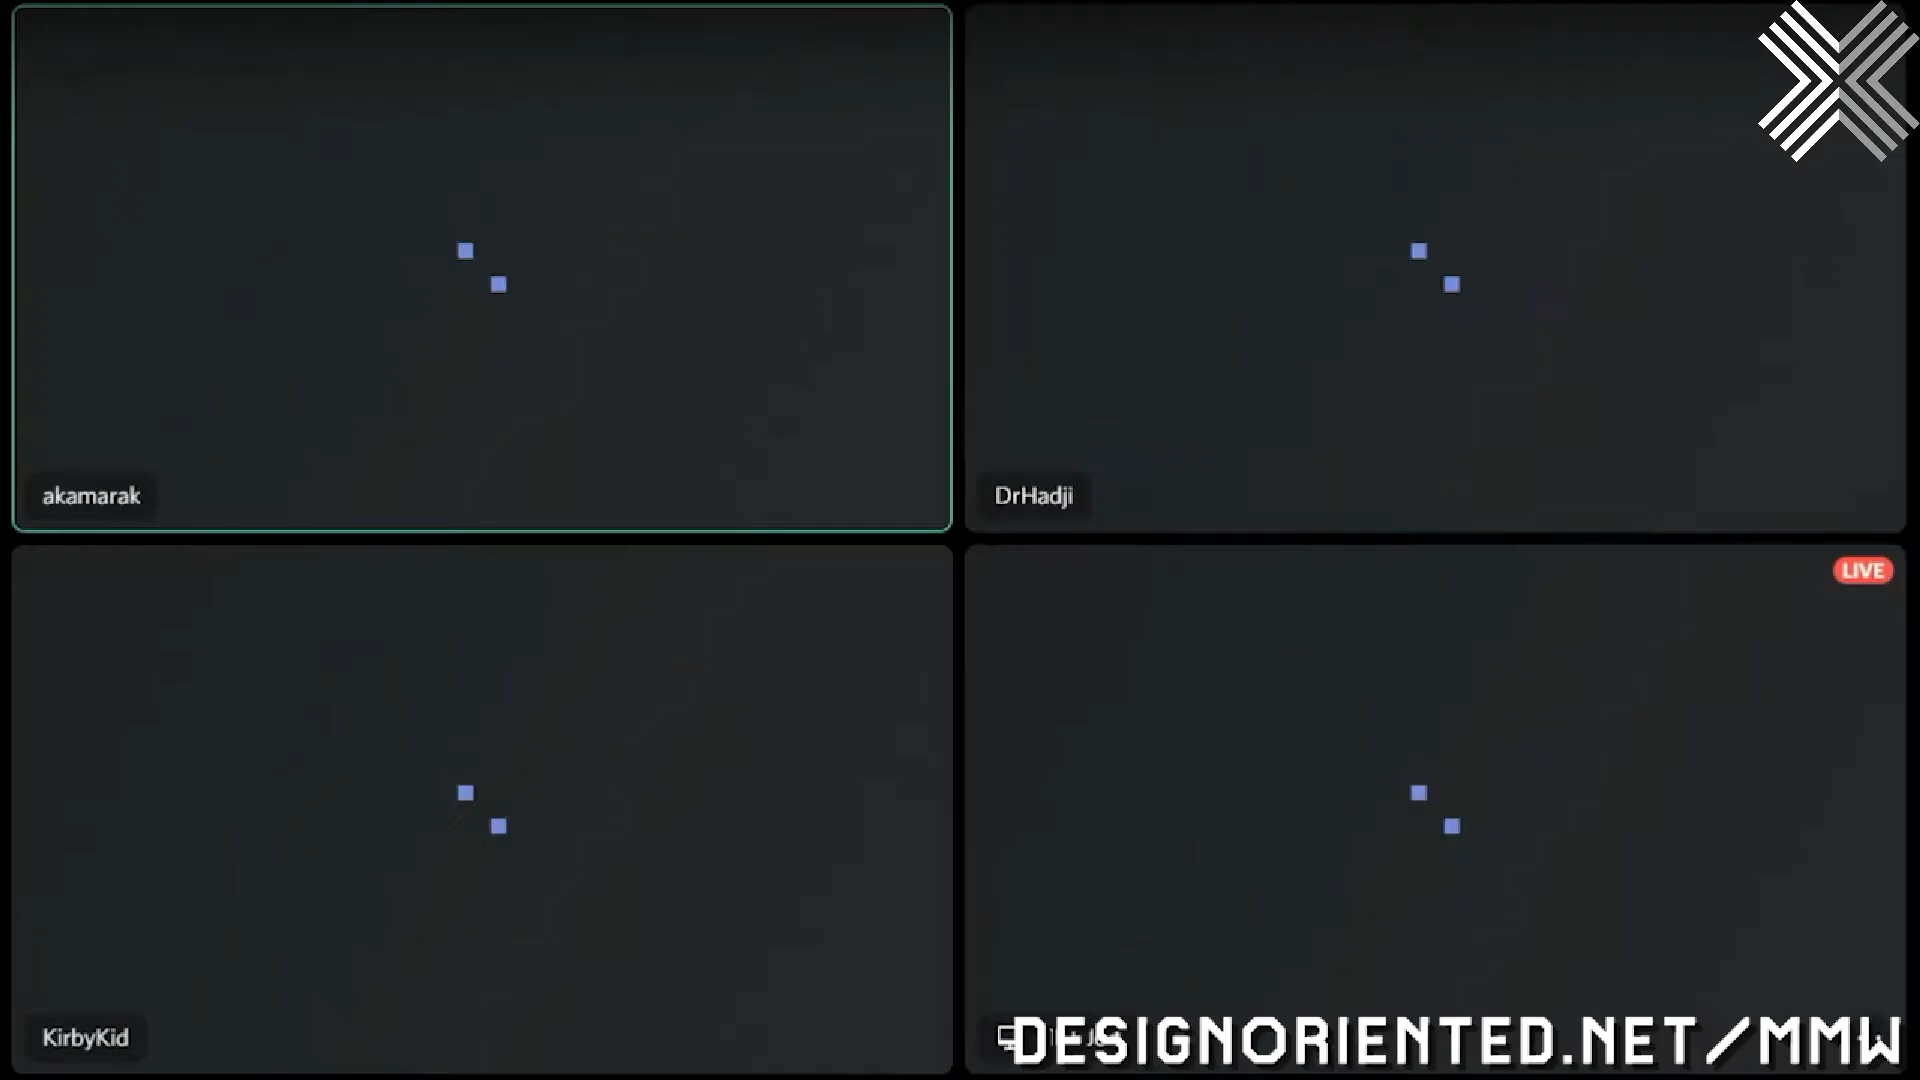 akamarak
DrHadji
LIVE
KirbyKid
DESIGNORIENTED.NET/MMW